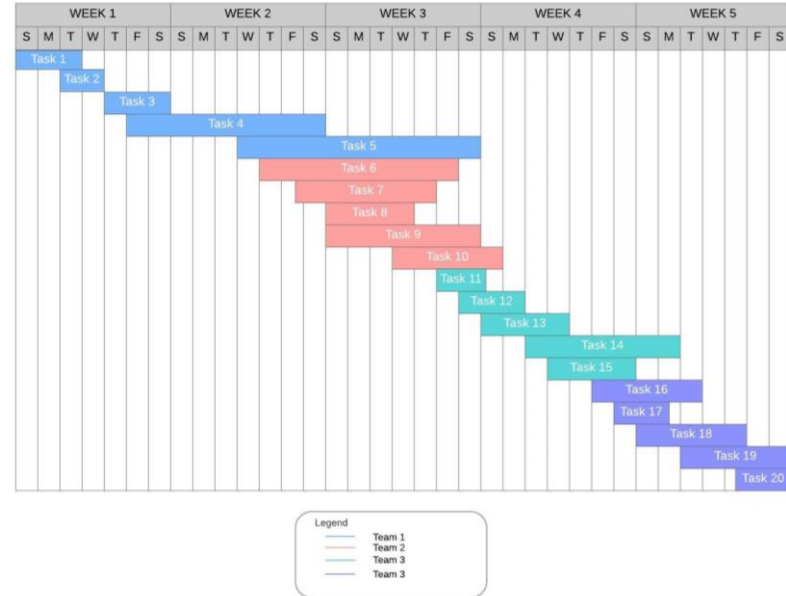 WEEK 1 WEEK 2 WEEK 3 WEEK 4 WEEK 5
S M T W T F S S M T W T F S S M T W T F S S M T W T F S S M T W T F S
Task 1
Task 2
Task 3
Task 4
Task 5
Task 6
Task 7
Task 8
Task 9
Task 10
Task 11
Task 12
Task 13
Task 14
Task 15
Task 16
Task 17
Task 18
Task 19
Task 20
Legend
Team 1
Team 2
Team 3
Team 3